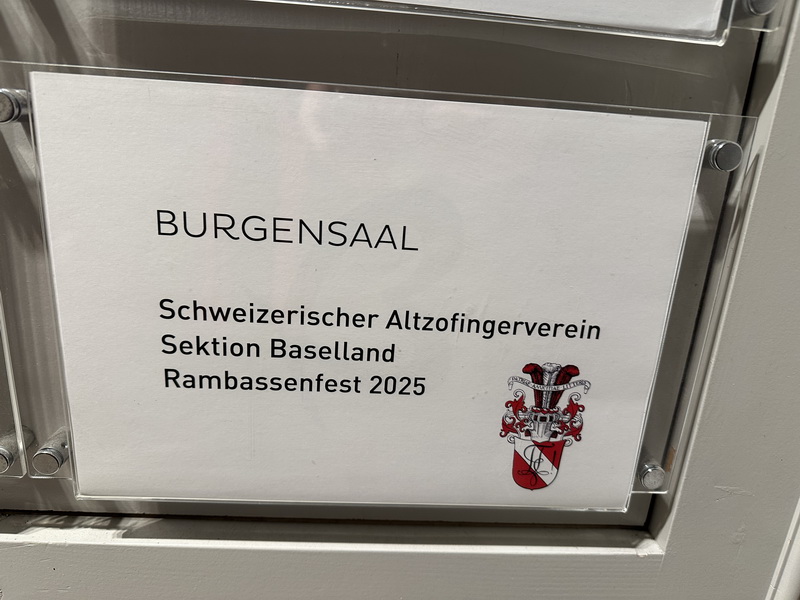 BURGENSAAL
Schweizerischer Altzofingerverein
Sektion Baselland
Rambassenfest 2025